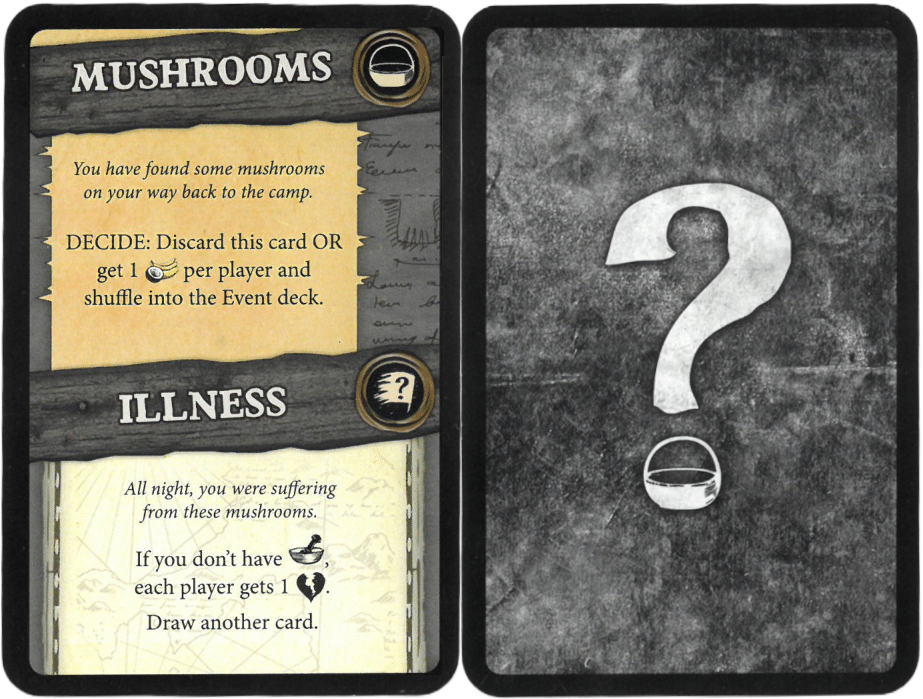 MUSHROOMS
You have found some mushrooms
on your way back to the camp.
DECIDE: Discard this card OR
get 1 per player and
shuffle into the Event deck.
ILLNESS
?
All night, you were suffering
from these mushrooms.
If you don't have ,
each player gets 1 .
Draw another card.
?